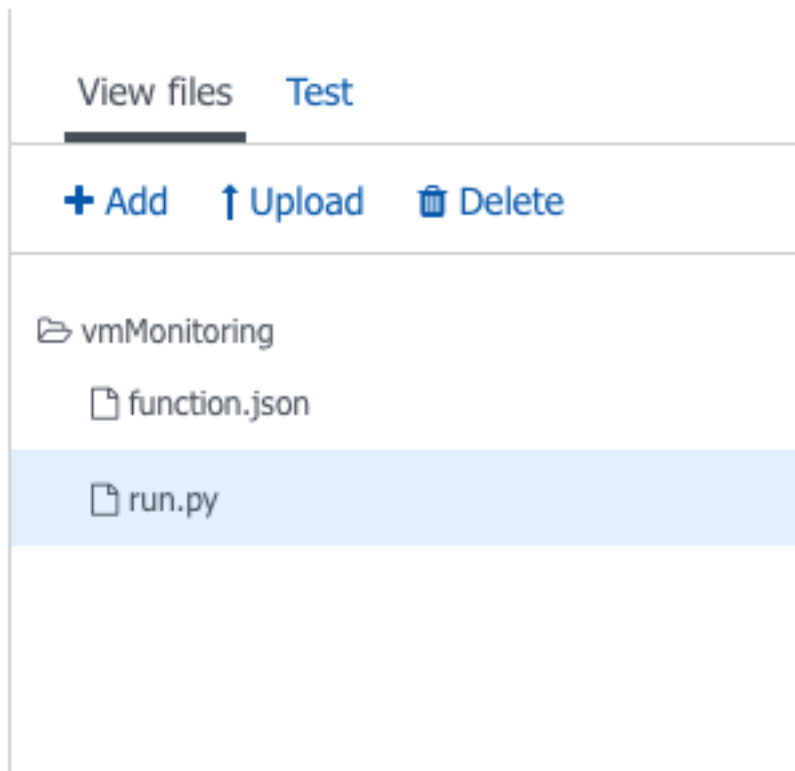 View files Test
Add Upload Delete
vmMonitoring
function.json
run.py